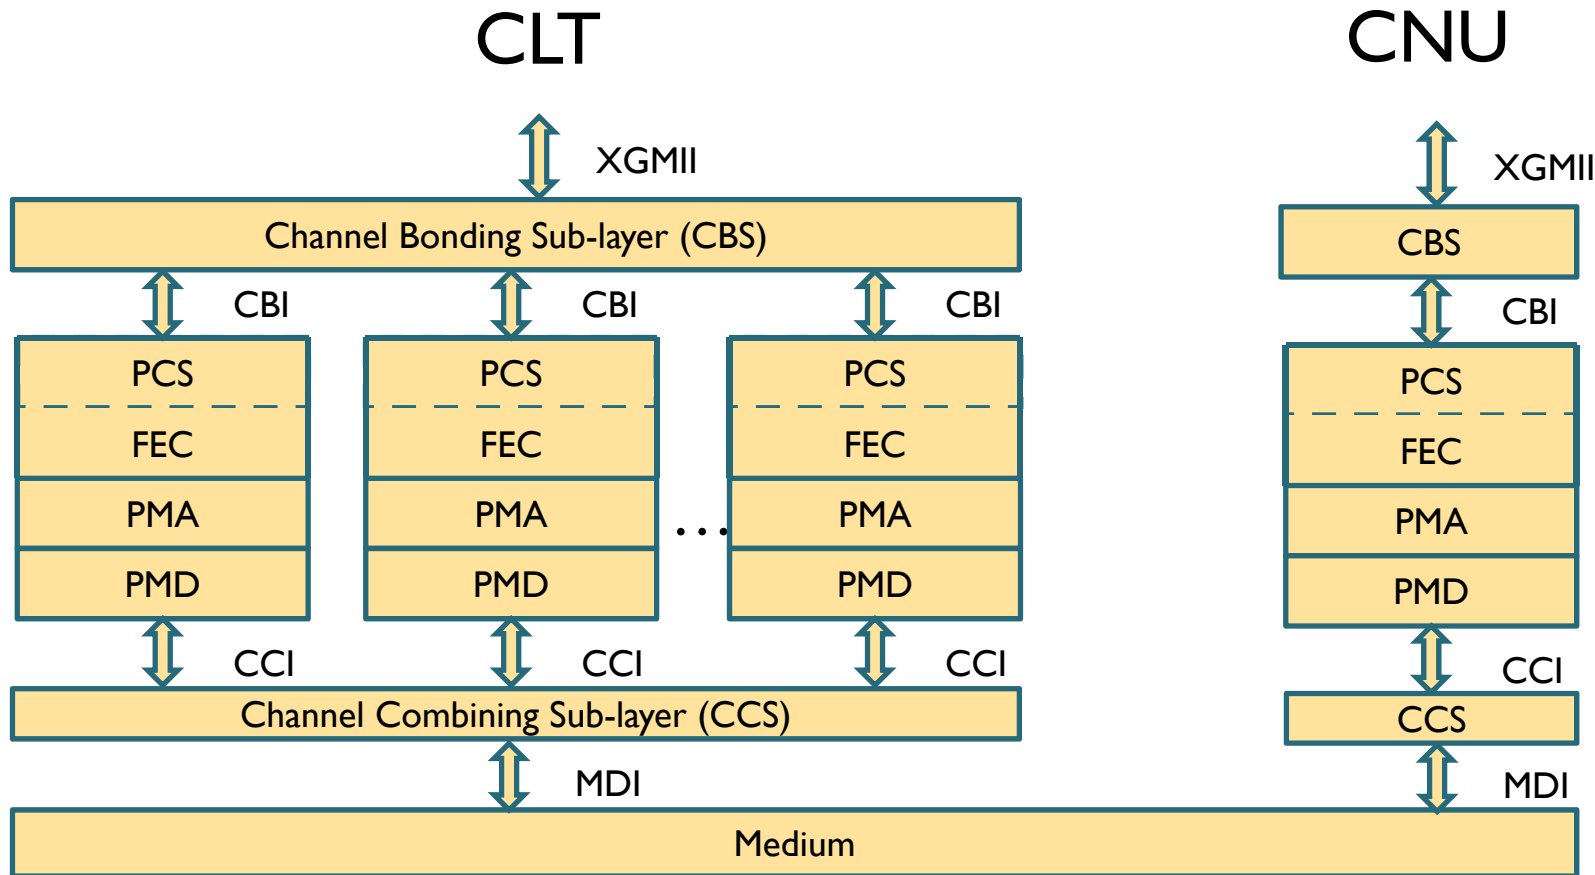 CLT
CNU
XGMII
XGMII
Channel Bonding Sub-layer (CBS)
CBS
CBI
CBI
CBI
CBI
PCS
PCS
PCS
PCS
FEC
FEC
FEC
FEC
PMA
PMA
...
PMA
PMA
PMD
PMD
PMD
PMD
CCI
CCI
CCI
CCI
Channel Combining Sub-layer (CCS)
CCS
MDI
MDI
Medium